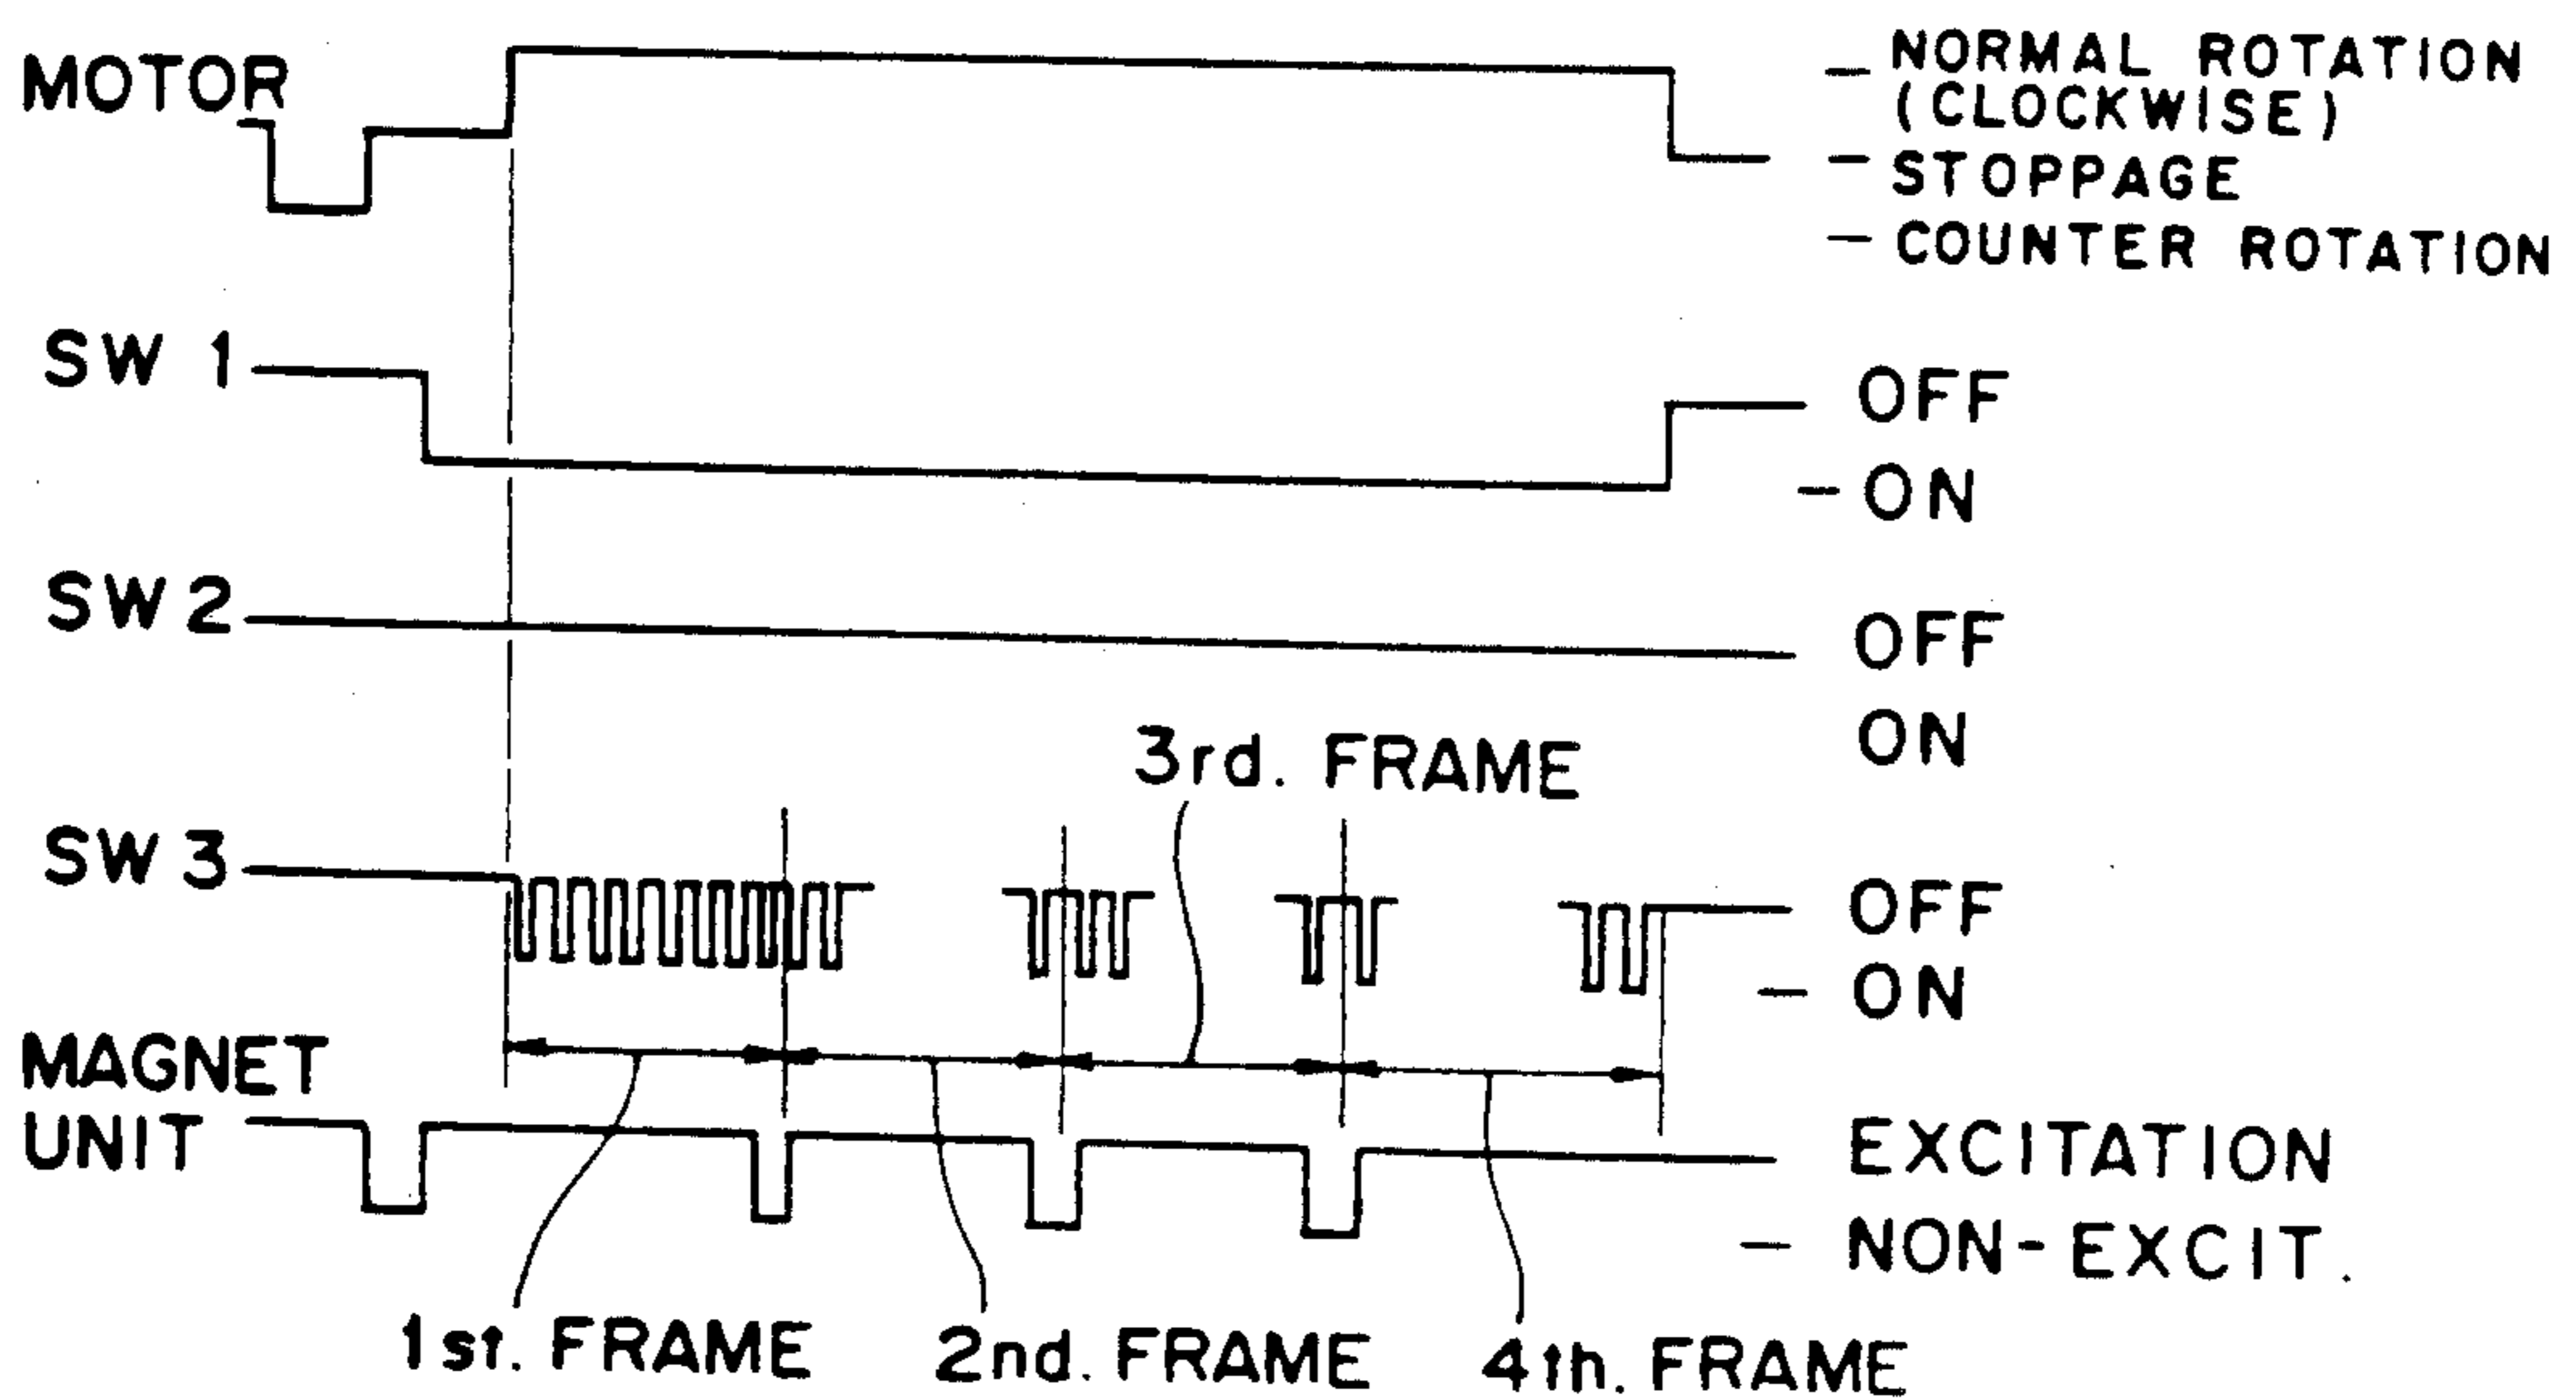 MOTOR
— NORMAL ROTATION
(CLOCKWISE)
— STOPPAGE
— COUNTER ROTATION
SW 1
OFF
— ON
SW 2
OFF
ON
3rd. FRAME
SW 3
OFF
— ON
MAGNET
UNIT
EXCITATION
— NON-EXCIT.
1st. FRAME
2nd. FRAME
4th. FRAME